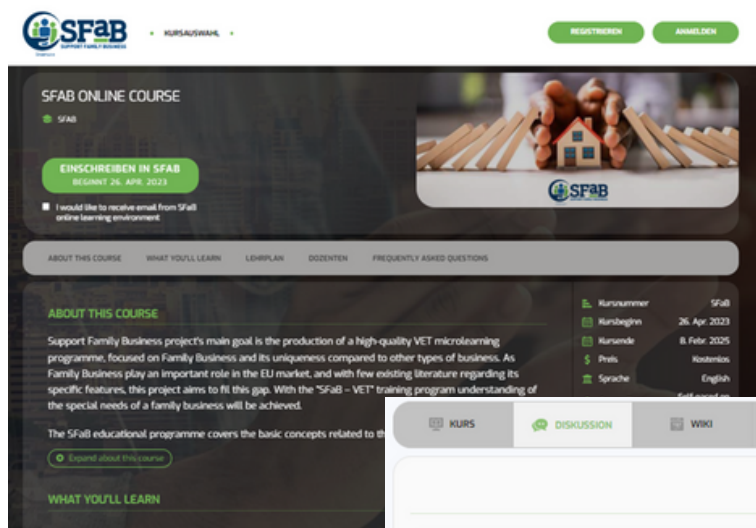 SFaB
SUPPORT FAMILY BUSINESS
KURSAUSWAHL
REGISTRIEREN
ANMELDEN
SFAB ONLINE COURSE
SFAB
EINSCHREIBEN IN SFAB
BEGINNT 26. APR. 2023
I would like to receive email from SFaB
online learning environment
SFaB
ABOUT THIS COURSE
WHAT YOU'LL LEARN
LEHRPLAN
DOZENTEN
FREQUENTLY ASKED QUESTIONS
ABOUT THIS COURSE
Support Family Business project's main goal is the production of a high-quality VET microlearning
programme, focused on Family Business and its uniqueness compared to other types of business. As
Family Business play an important role in the EU market, and with few existing literature regarding its
specific features, this project aims to fil this gap. With the "SFaB – VET" training program understanding of
the special needs of a family business will be achieved.
The SFaB educational programme covers the basic concepts related to th
Expand about this course
WHAT YOU'LL LEARN
Kursnummer SFaB
Kursbeginn 26. Apr. 2023
Kursende 8. Febr. 2025
Preis Kostenlos
Sprache English
Self-paced on
KURS
DISKUSSION
WIKI